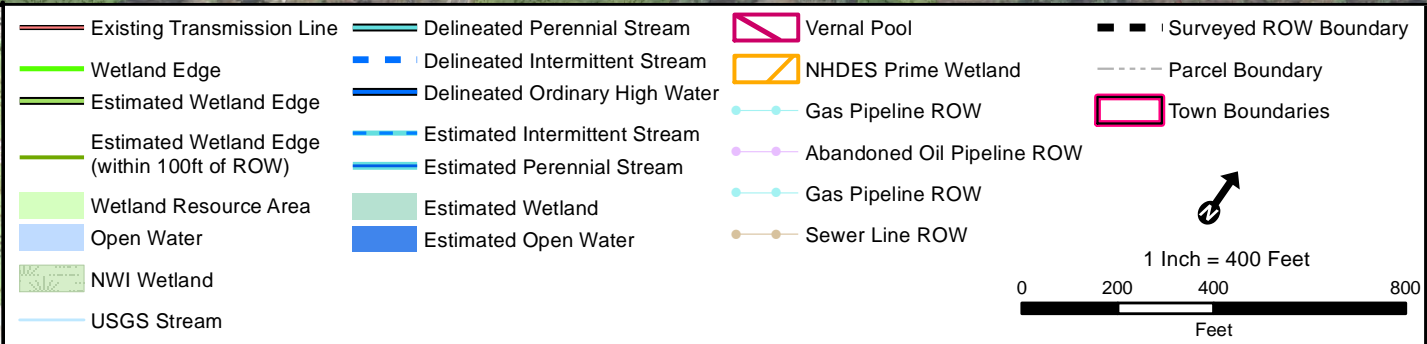 Existing Transmission Line
Wetland Edge
Estimated Wetland Edge
Estimated Wetland Edge
(within 100ft of ROW)
Wetland Resource Area
Open Water
NWI Wetland
USGS Stream
Delineated Perennial Stream
Delineated Intermittent Stream
Delineated Ordinary High Water
Estimated Intermittent Stream
Estimated Perennial Stream
Estimated Wetland
Estimated Open Water
Vernal Pool
NHDES Prime Wetland
Gas Pipeline ROW
Abandoned Oil Pipeline ROW
Gas Pipeline ROW
Sewer Line ROW
Surveyed ROW Boundary
Parcel Boundary
Town Boundaries
N
1 Inch = 400 Feet
0 200 400 800
Feet